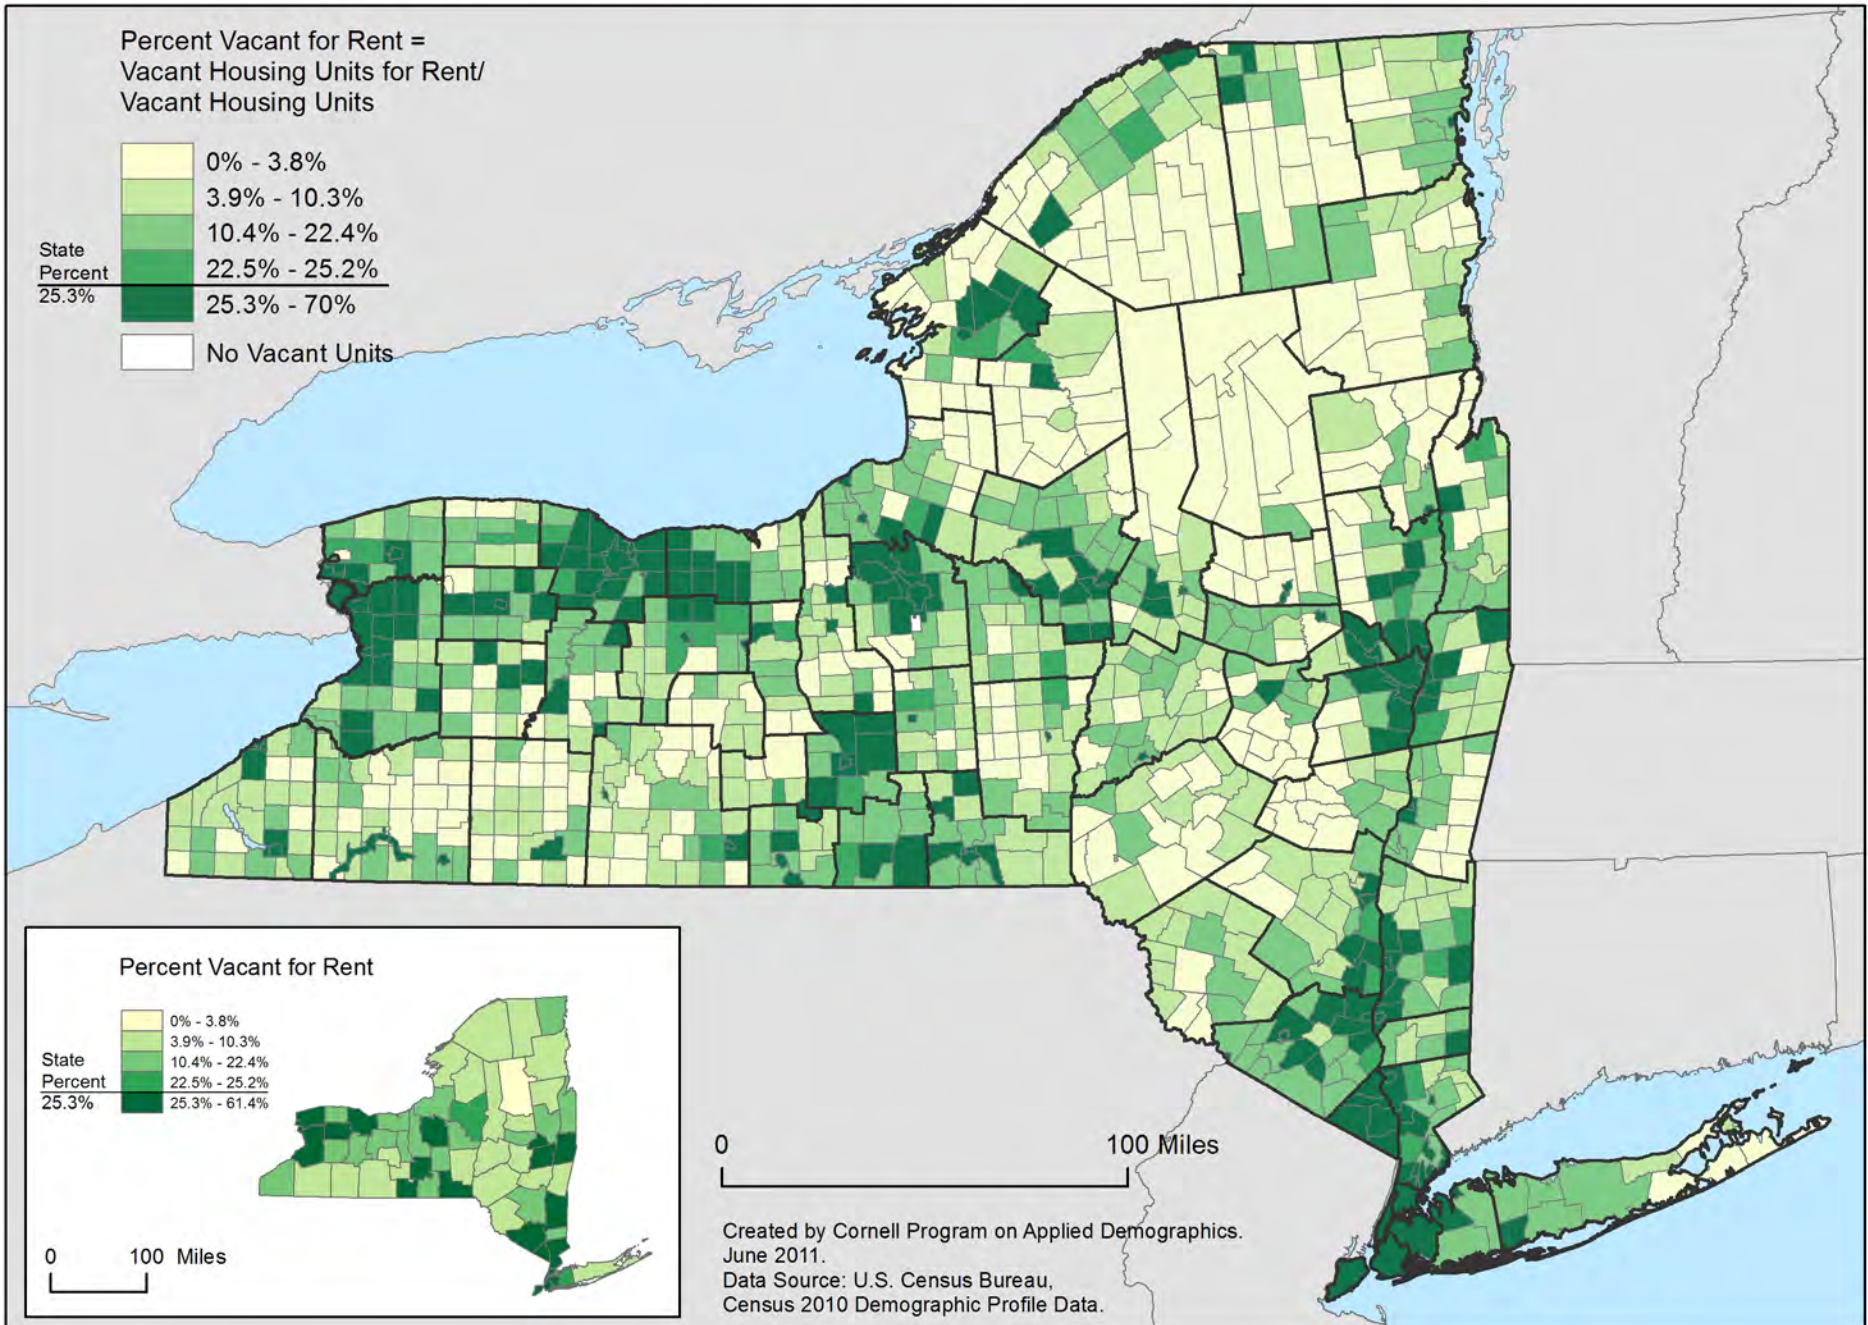 Percent Vacant for Rent =
Vacant Housing Units for Rent/
Vacant Housing Units
0% - 3.8%
3.9% - 10.3%
10.4% - 22.4%
22.5% - 25.2%
25.3% - 70%
State
Percent
25.3%
No Vacant Units
Percent Vacant for Rent
0% - 3.8%
3.9% - 10.3%
10.4% - 22.4%
22.5% - 25.2%
25.3% - 61.4%
State
Percent
25.3%
0 100 Miles
0 100 Miles
Created by Cornell Program on Applied Demographics.
June 2011.
Data Source: U.S. Census Bureau,
Census 2010 Demographic Profile Data.